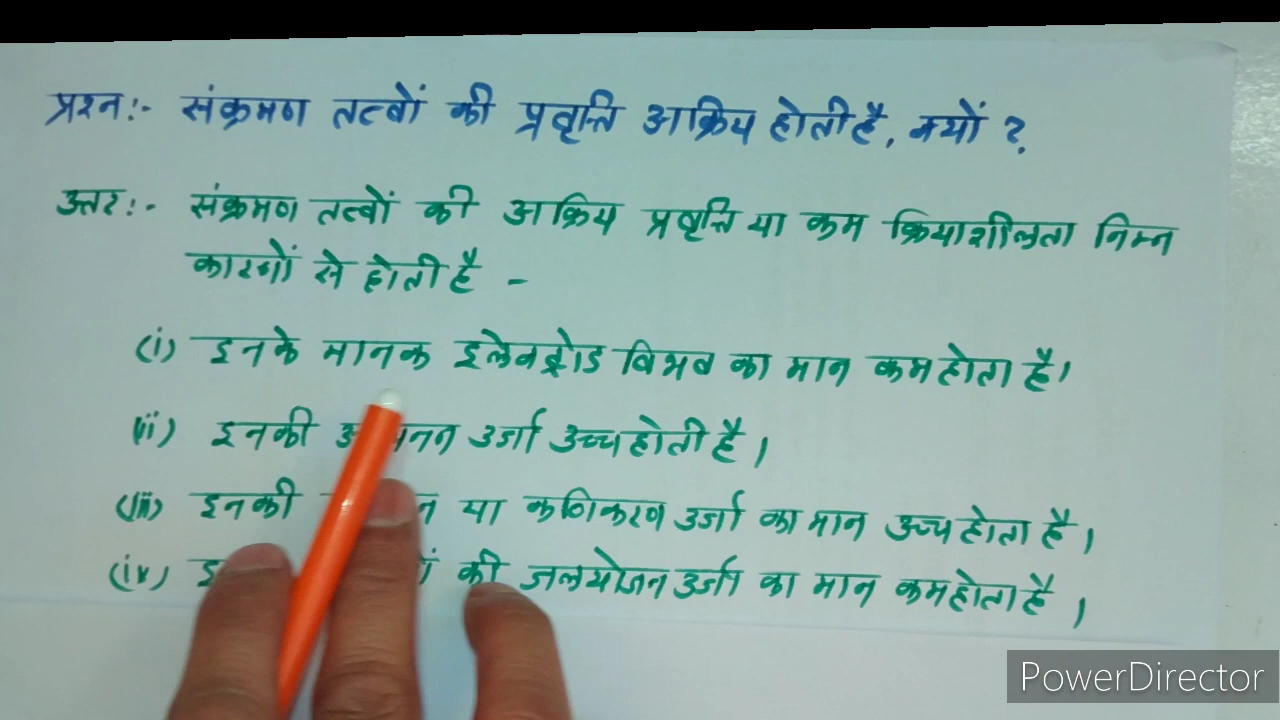 प्रश्न:- संक्रमण तत्वों की प्रवृत्ति अक्रिय होती है, क्यों ?
उत्तर:- संक्रमण तत्वों की अक्रिय प्रवृत्ति या कम क्रियाशीलता निम्न
कारणों से होती है -
(i) इनके मानक इलेक्ट्रोड विभव का मान कम होता है।
(ii) इनकी उर्जा उच्च होती है।
(iii) इनकी या कणिकरण उर्जा का मान उच्च होता है।
(iv) की जलयोजन उर्जा का मान कम होता है।
PowerDirector